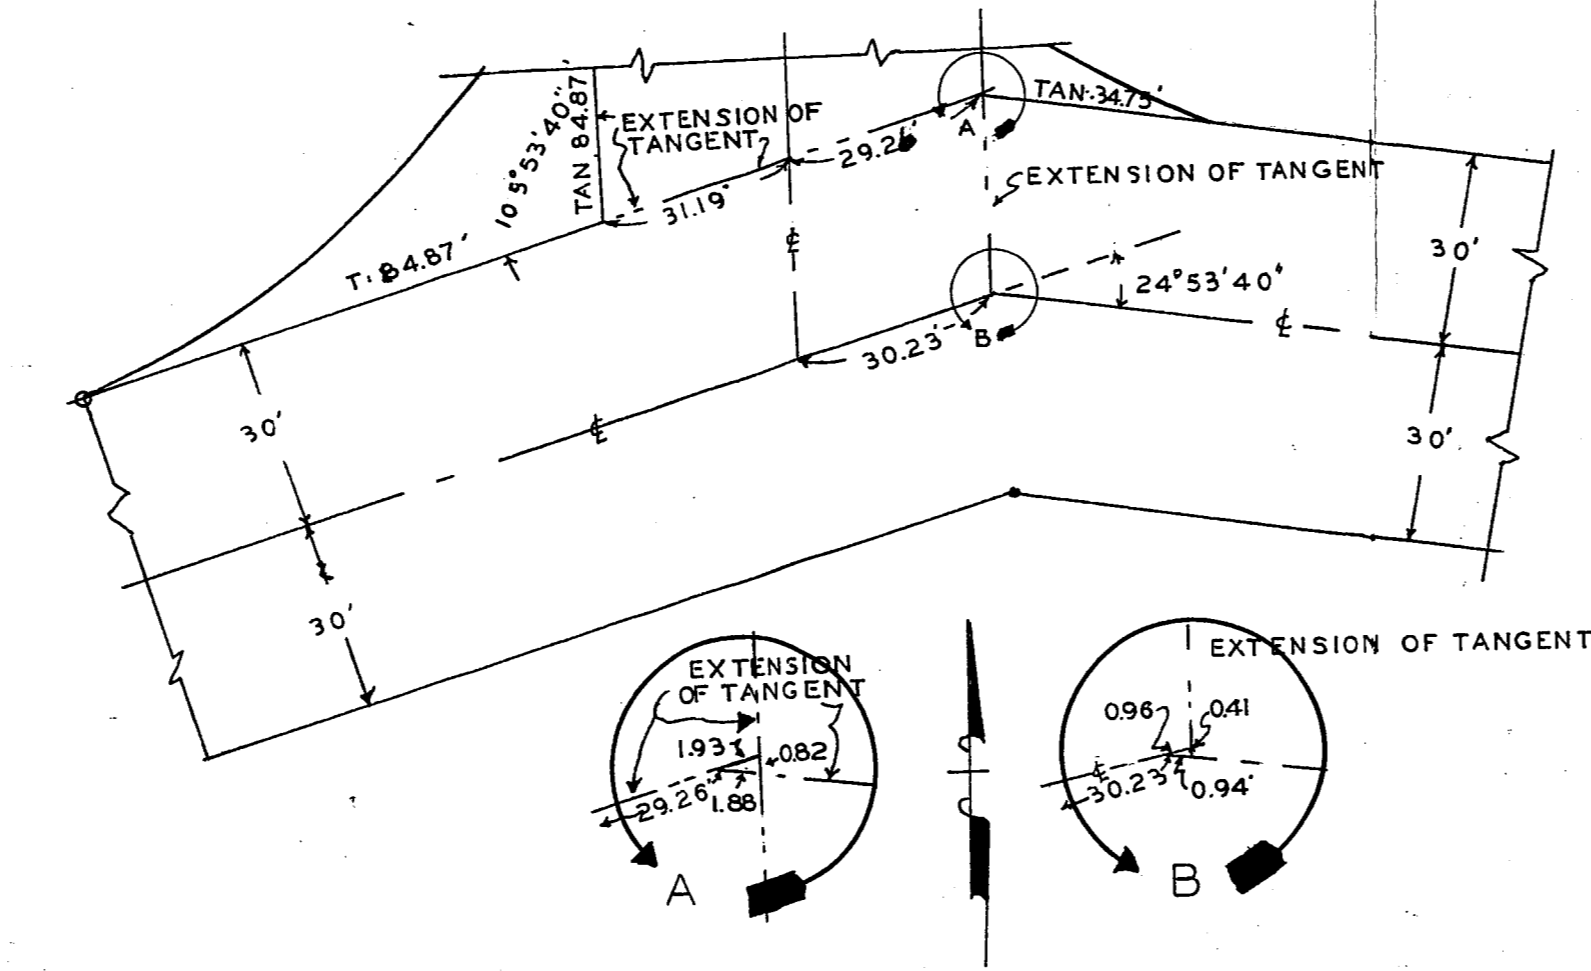 TAN. 34.75'
EXTENSION OF
TANGENT
TAN 84.87'
105°53'40"
29.26'
A
EXTENSION OF TANGENT
31.19'
℄
T: 84.87'
30'
24°53'40"
℄
B
30.23'
30'
℄
30'
30'
EXTENSION
OF TANGENT
1.93
0.82
29.26'
1.88
A
EXTENSION OF TANGENT
0.96
0.41
℄
30.23'
0.94'
B